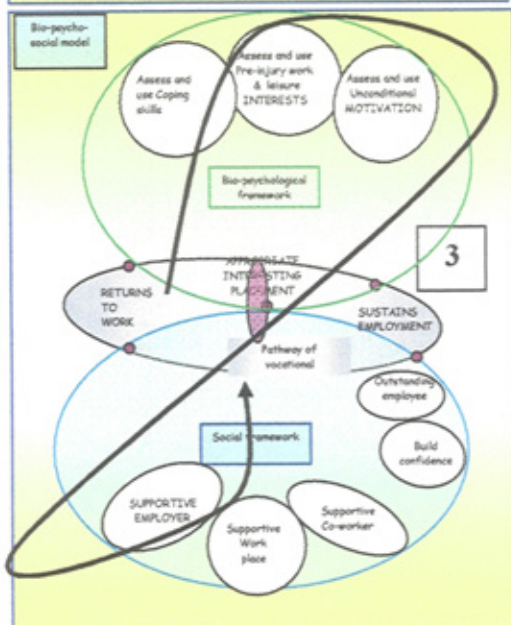 Bio-psycho-
social model
Assess and
use Coping
skills
Assess and use
Pre-injury work
& leisure
INTERESTS
Assess and use
Unconditional
MOTIVATION
Bio-psychological
framework
3
APPROPRIATE
INTERESTING
PLACEMENT
RETURNS
TO
WORK
SUSTAINS
EMPLOYMENT
Pathway of
vocational
Outstanding
employee
Build
confidence
Social framework
SUPPORTIVE
EMPLOYER
Supportive
Work
place
Supportive
Co-worker